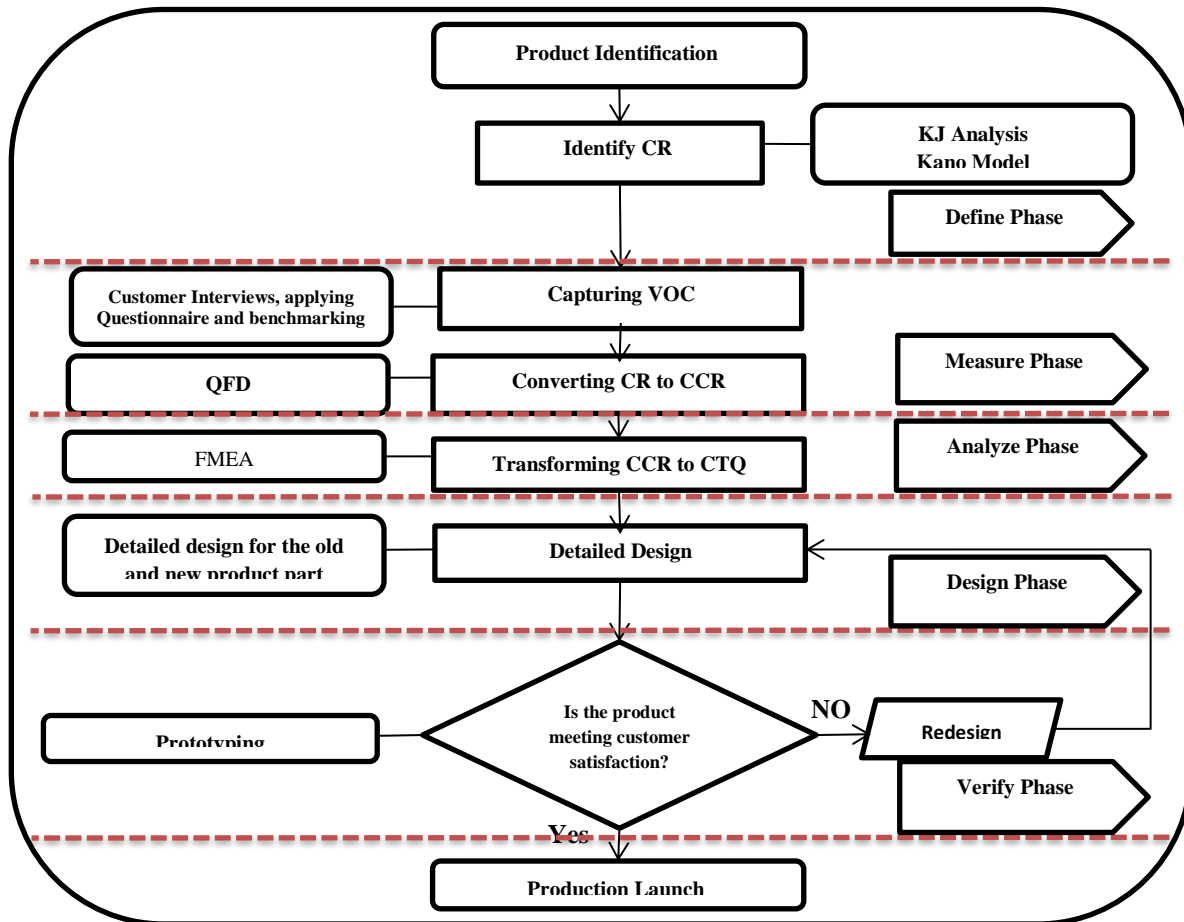 Product Identification
Identify CR
KJ Analysis
Kano Model
Define Phase
Capturing VOC
Customer Interviews, applying
Questionnaire and benchmarking
Measure Phase
QFD
Converting CR to CCR
Analyze Phase
FMEA
Transforming CCR to CTQ
Detailed design for the old
and new product part
Detailed Design
Design Phase
Is the product
meeting customer
satisfaction?
NO
Redesign
Prototyping
Verify Phase
Yes
Production Launch